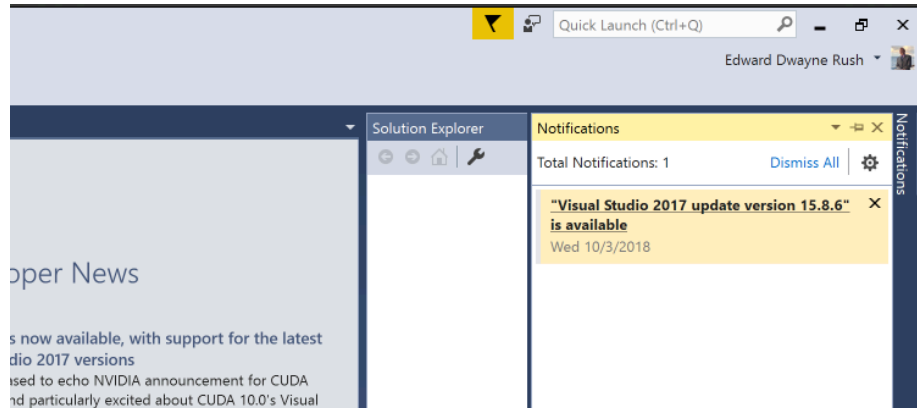 Quick Launch (Ctrl+Q)
Edward Dwayne Rush
Solution Explorer
Notifications
Total Notifications: 1
Dismiss All
"Visual Studio 2017 update version 15.8.6"
is available
Wed 10/3/2018
Notifications
oper News
s now available, with support for the latest
dio 2017 versions
ased to echo NVIDIA announcement for CUDA
nd particularly excited about CUDA 10.0's Visual